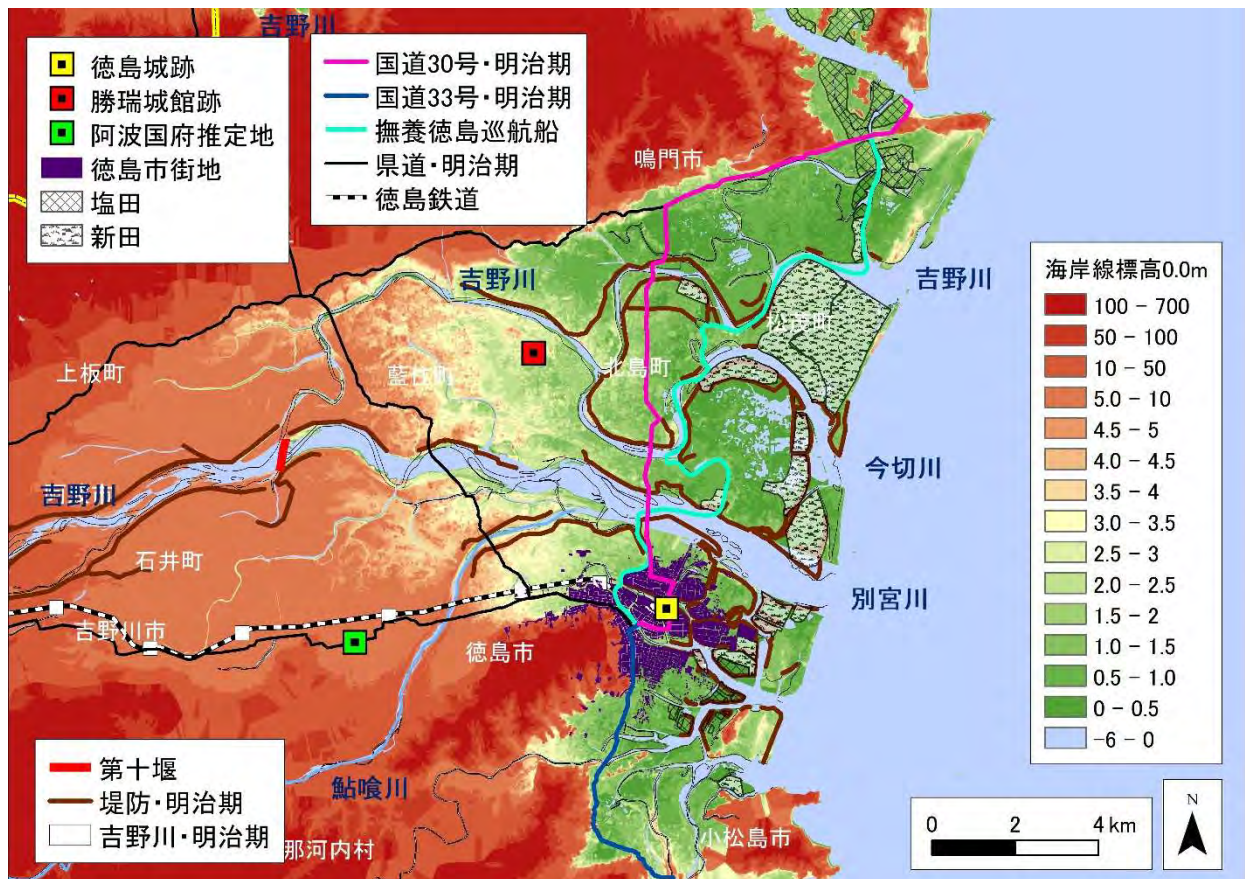 吉野川
徳島城跡
勝瑞城館跡
阿波国府推定地
徳島市街地
塩田
新田
国道30号・明治期
国道33号・明治期
撫養徳島巡航船
県道・明治期
徳島鉄道
鳴門市
吉野川
吉野川
松茂町
上板町
藍住町
北島町
吉野川
今切川
石井町
別宮川
吉野川市
徳島市
鮎喰川
那河内村
小松島市
海岸線標高0.0m
100 - 700
50 - 100
10 - 50
5.0 - 10
4.5 - 5
4.0 - 4.5
3.5 - 4
3.0 - 3.5
2.5 - 3
2.0 - 2.5
1.5 - 2
1.0 - 1.5
0.5 - 1.0
0 - 0.5
-6 - 0
第十堰
堤防・明治期
吉野川・明治期
0 2 4 km
N